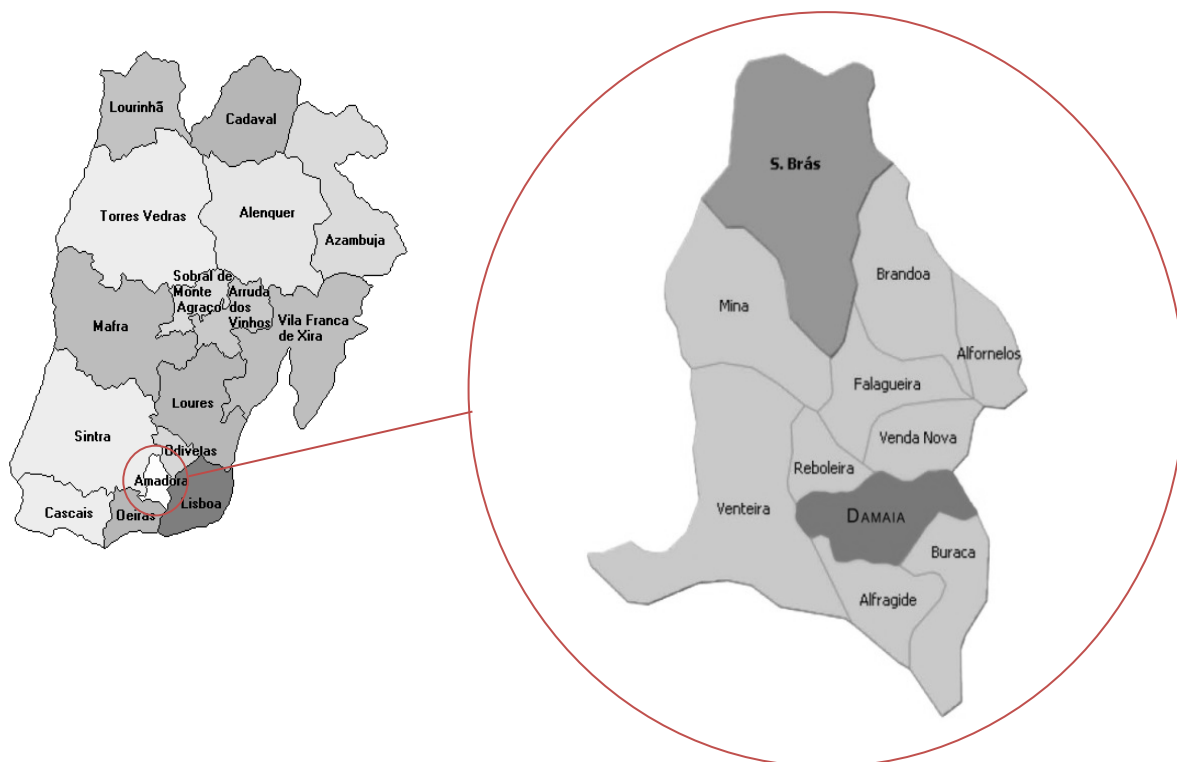 Lourinhã
Cadaval
Torres Vedras
Alenquer
Azambuja
Sobral de
Monte
Agraço
Arruda
dos
Vinhos
Vila Franca
de Xira
Mafra
Loures
Sintra
Odivelas
Amadora
Lisboa
Cascais
Oeiras
S. Brás
Brandoa
Mina
Alfornelos
Falagueira
Venda Nova
Reboleira
Venteira
DAMAIA
Buraca
Alfragide